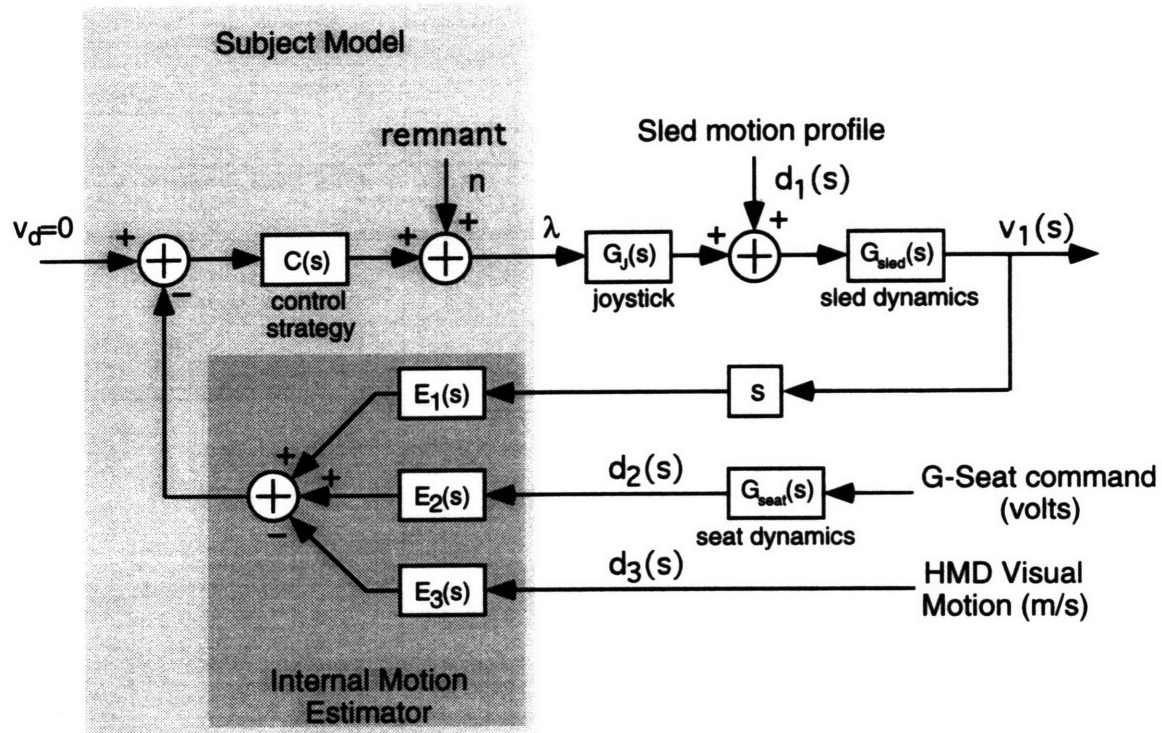 Subject Model
remnant
n
Sled motion profile
d1(s)
v_d=0
+
−
C(s)
control
strategy
+
+
λ
GJ(s)
joystick
+
+
Gsled(s)
sled dynamics
v1(s)
E1(s)
s
+
+
−
E2(s)
d2(s)
Gseat(s)
seat dynamics
G-Seat command
(volts)
E3(s)
d3(s)
HMD Visual
Motion (m/s)
Internal Motion
Estimator